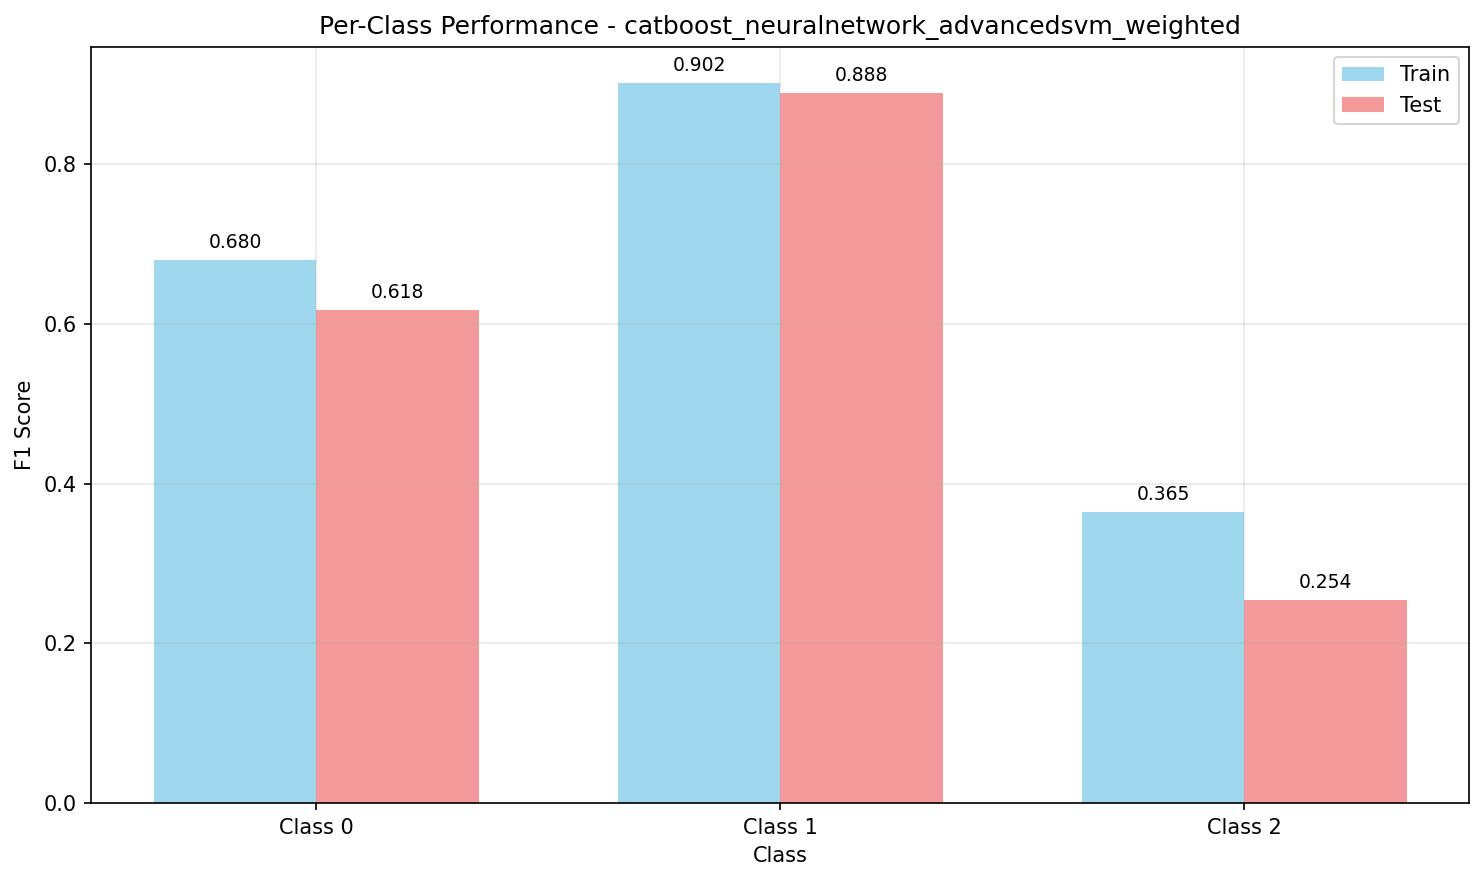 Per-Class Performance - catboost_neuralnetwork_advancedsvm_weighted
Train
Test
0.902
0.888
0.680
0.618
0.365
0.254
F1 Score
0.8
0.6
0.4
0.2
0.0
Class 0
Class 1
Class 2
Class